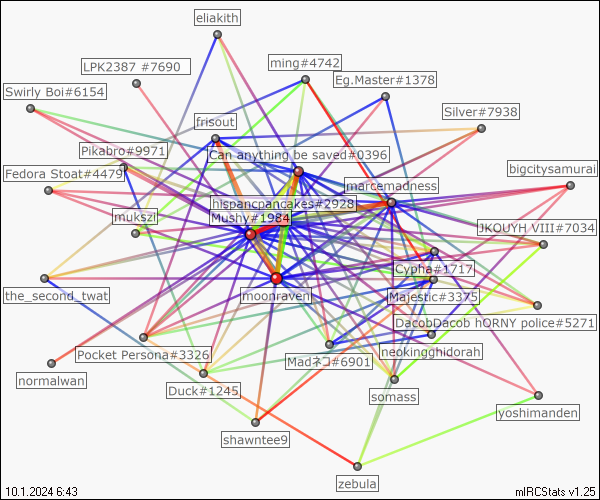 eliakith
ming#4742
LPK2387 #7690
Eg.Master#1378
Swirly Boi#6154
Silver#7938
frisout
Pikabro#9971
Can anything be saved#0396
bigcitysamurai
Fedora Stoat#4479
marcemadness
hispancpancakes#2928
mukszi
Mushy#1984
JKOUYH VIII#7034
Cypha#1717
the_second_twat
moonraven
Majestic#3375
DacobDacob hORNY police#5271
Pocket Persona#3326
Madネコ#6901
neokingghidorah
normalwan
Duck#1245
somass
yoshimanden
shawntee9
zebula
10.1.2024 6:43
mIRCStats v1.25